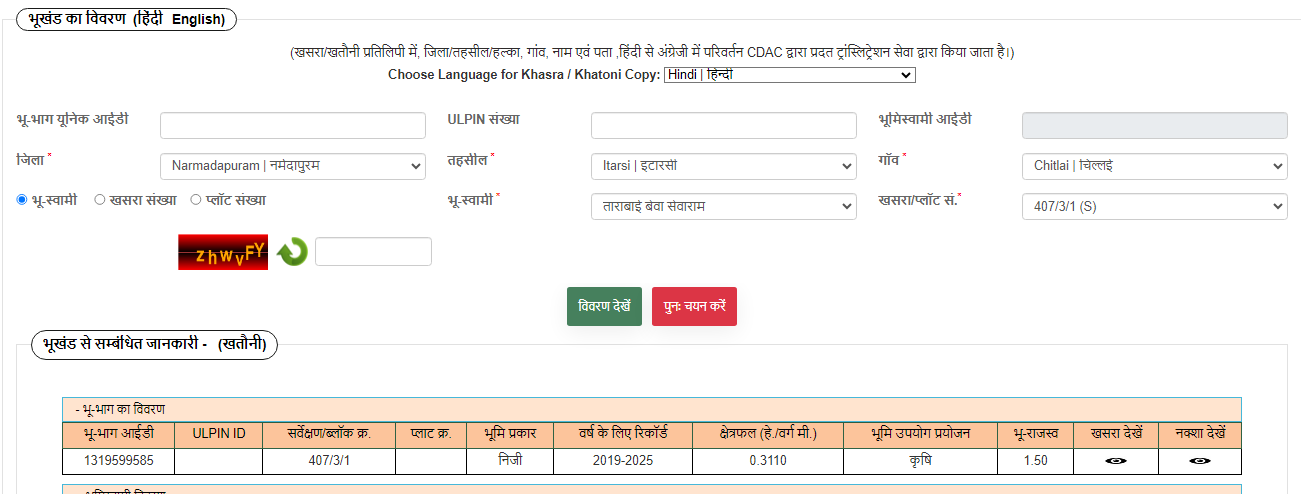 भूखंड का विवरण (हिंदी English)
(खसरा/खतौनी प्रतिलिपी में, जिला/तहसील/हल्का, गांव, नाम एवं पता ,हिंदी से अंग्रेजी में परिवर्तन CDAC द्वारा प्रदत ट्रांस्लिट्रेशन सेवा द्वारा किया जाता है।)
Choose Language for Khasra / Khatoni Copy: Hindi | हिन्दी
भू-भाग यूनिक आईडी ULPIN संख्या भूमिस्वामी आईडी
जिला * Narmadapuram | नर्मदापुरम तहसील * Itarsi | इटारसी गाँव * Chitlai | चिल्लई
भू-स्वामी खसरा संख्या प्लॉट संख्या भू-स्वामी * ताराबाई बेवा सेवाराम खसरा/प्लॉट सं.* 407/3/1 (S)
zhwvFY
विवरण देखें पुनः चयन करें
भूखंड से सम्बंधित जानकारी - (खतौनी)
- भू-भाग का विवरण
भू-भाग आईडी ULPIN ID सर्वेक्षण/ब्लॉक क्र. प्लाट क्र. भूमि प्रकार वर्ष के लिए रिकॉर्ड क्षेत्रफल (हे./वर्ग मी.) भूमि उपयोग प्रयोजन भू-राजस्व खसरा देखें नक्शा देखें
1319599585 407/3/1 निजी 2019-2025 0.3110 कृषि 1.50